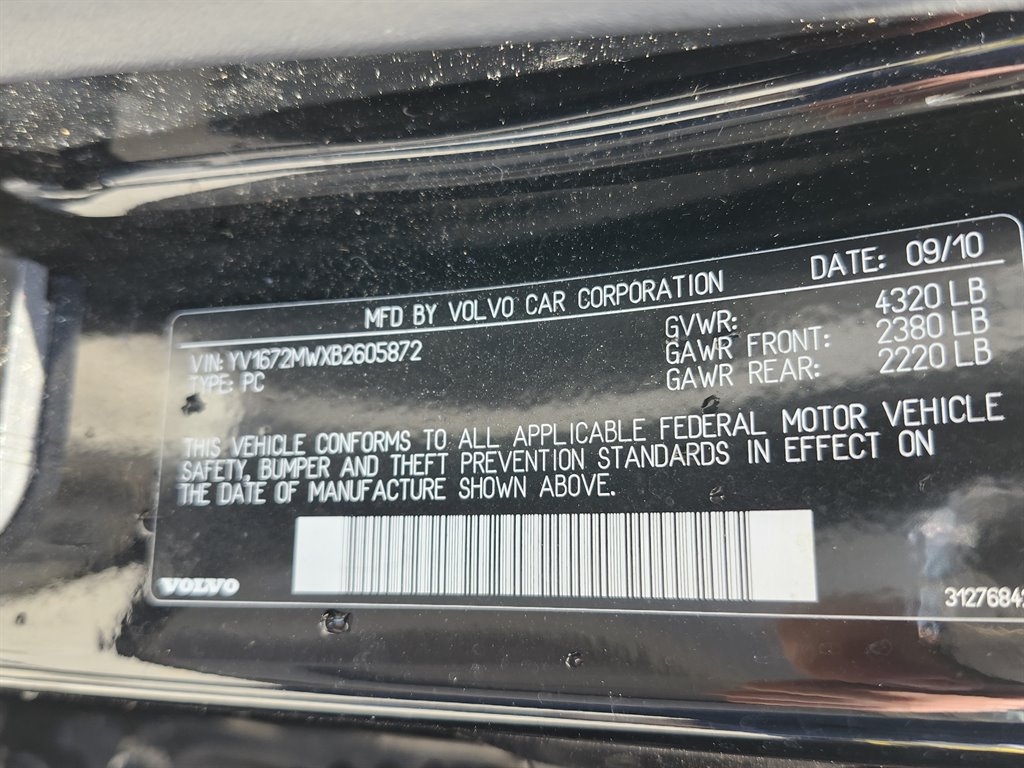 MFD BY VOLVO CAR CORPORATION DATE: 09/10
VIN: YV1672MWXB2605872 GVWR: 4320 LB
TYPE: PC GAWR FRONT: 2380 LB
GAWR REAR: 2220 LB
THIS VEHICLE CONFORMS TO ALL APPLICABLE FEDERAL MOTOR VEHICLE
SAFETY, BUMPER AND THEFT PREVENTION STANDARDS IN EFFECT ON
THE DATE OF MANUFACTURE SHOWN ABOVE.
VOLVO